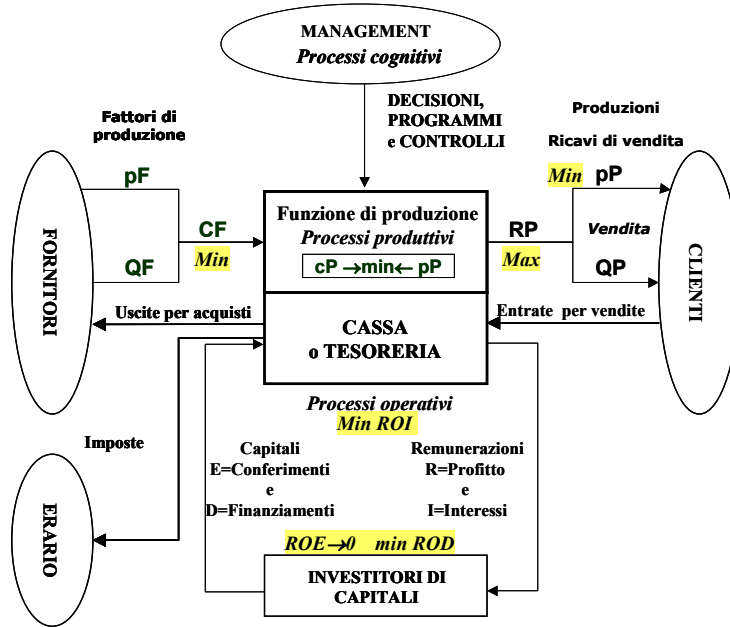 MANAGEMENT
Processi cognitivi
DECISIONI,
PROGRAMMI
e CONTROLLI
Fattori di
produzione
Produzioni
Ricavi di vendita
FORNITORI
pF
QF
CF
Min
Funzione di produzione
Processi produttivi
cP →min← pP
RP
Max
Min pP
Vendita
QP
CLIENTI
Uscite per acquisti
CASSA
o TESORERIA
Entrate per vendite
Processi operativi
Min ROI
Imposte
ERARIO
Capitali
E=Conferimenti
e
D=Finanziamenti
Remunerazioni
R=Profitto
e
I=Interessi
ROE→0 min ROD
INVESTITORI DI
CAPITALI